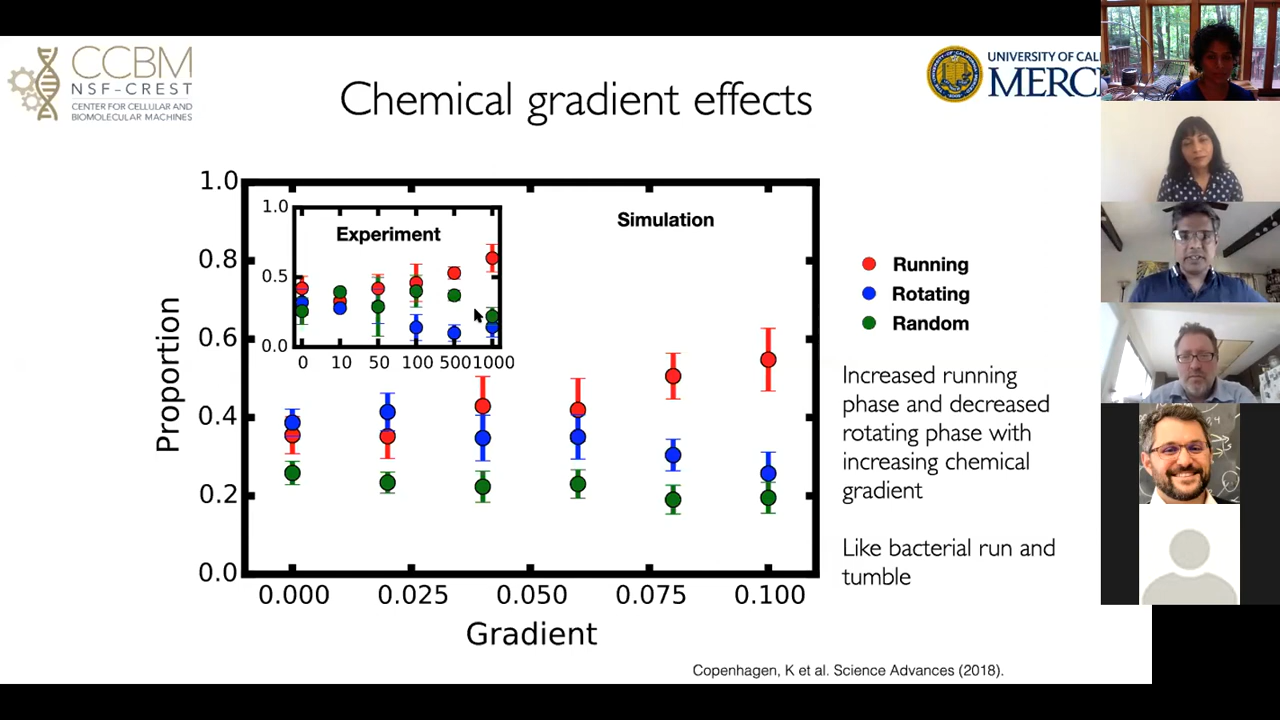 CCBM
NSF-CREST
CENTER FOR CELLULAR AND
BIOMOLECULAR MACHINES
Chemical gradient effects
UNIVERSITY OF CAL
MERC
1.0
0.8
0.6
0.4
0.2
0.0
Proportion
1.0
0.5
0.0
Experiment
0 10 50 100 500 1000
Simulation
0.000 0.025 0.050 0.075 0.100
Gradient
Running
Rotating
Random
Increased running
phase and decreased
rotating phase with
increasing chemical
gradient
Like bacterial run and
tumble
Copenhagen, K et al. Science Advances (2018).